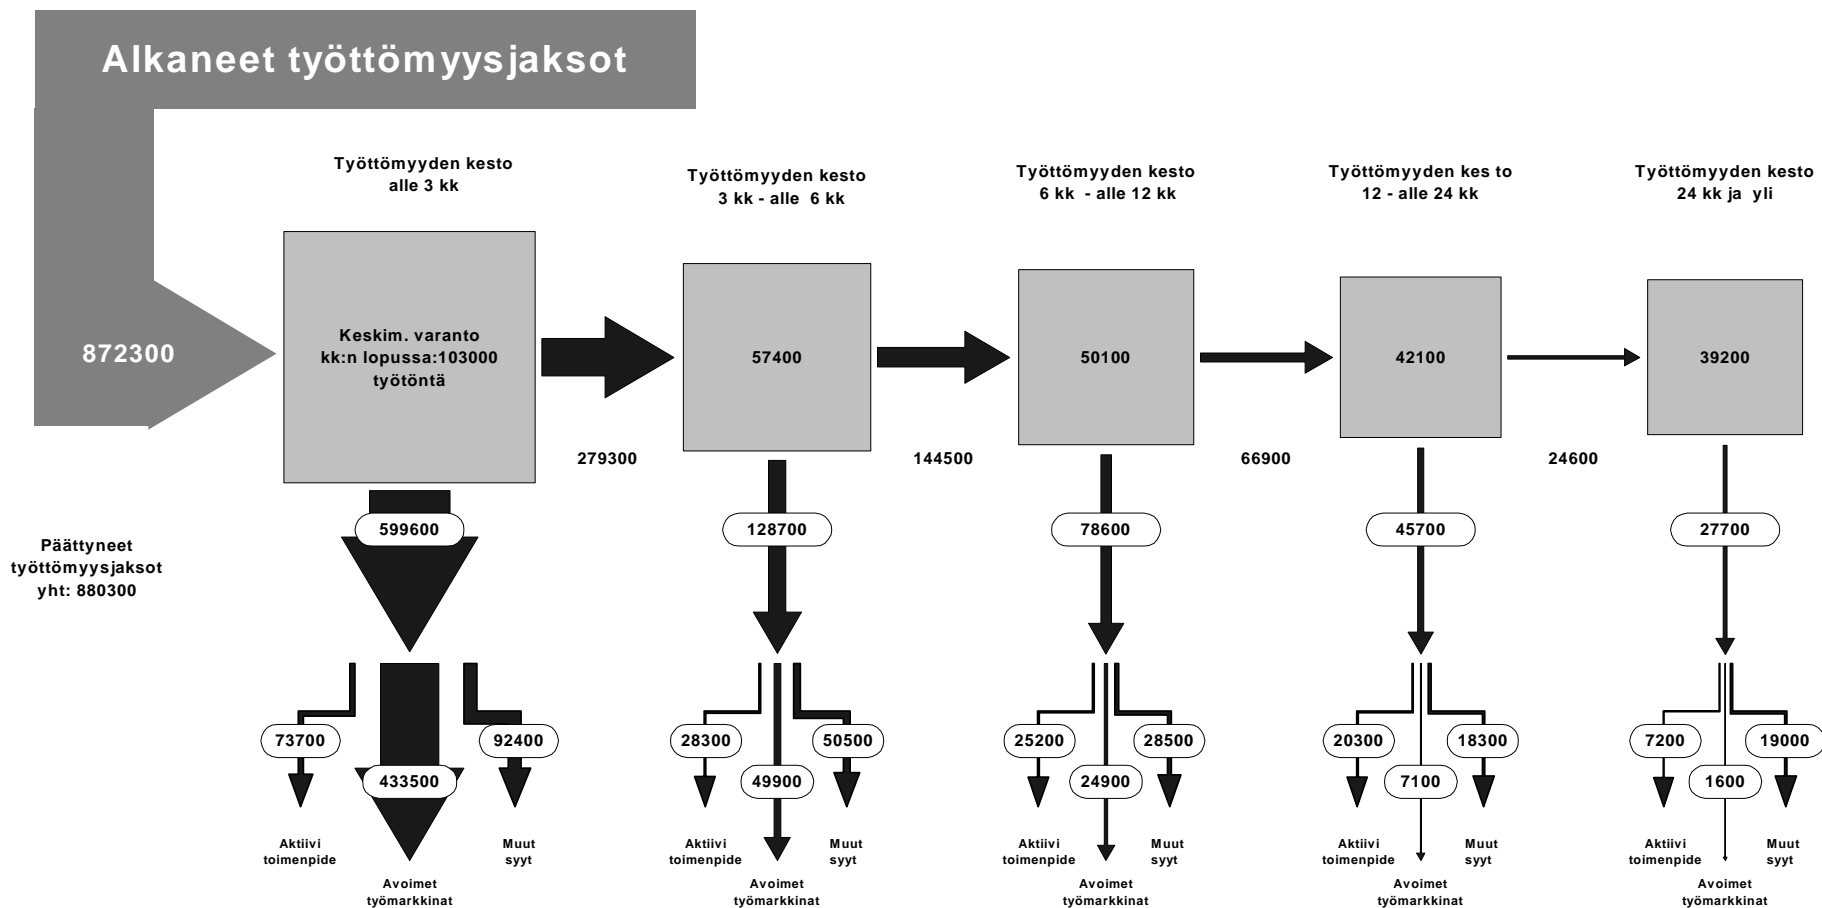 Alkaneet työttömyysjaksot
Työttömyyden kesto
alle 3 kk
Työttömyyden kesto
3 kk - alle 6 kk
Työttömyyden kesto
6 kk - alle 12 kk
Työttömyyden kes to
12 - alle 24 kk
Työttömyyden kesto
24 kk ja yli
872300
Keskim. varanto
kk:n lopussa:103000
työtöntä
57400
50100
42100
39200
279300
144500
66900
24600
Päättyneet
työttömyysjaksot
yht: 880300
599600
128700
78600
45700
27700
73700
433500
92400
28300
49900
50500
25200
24900
28500
20300
7100
18300
7200
1600
19000
Aktiivi
toimenpide
Avoimet
työmarkkinat
Muut
syyt
Aktiivi
toimenpide
Avoimet
työmarkkinat
Muut
syyt
Aktiivi
toimenpide
Avoimet
työmarkkinat
Muut
syyt
Aktiivi
toimenpide
Avoimet
työmarkkinat
Muut
syyt
Aktiivi
toimenpide
Avoimet
työmarkkinat
Muut
syyt